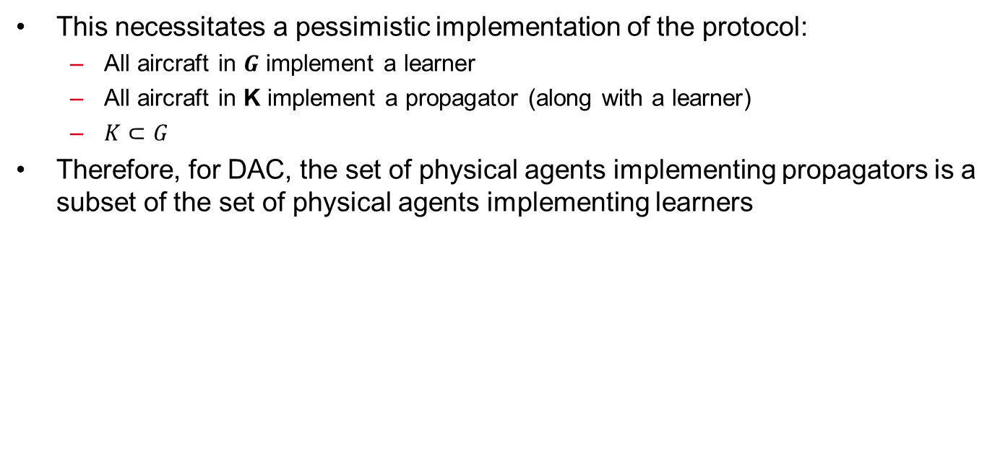 • This necessitates a pessimistic implementation of the protocol:
– All aircraft in G implement a learner
– All aircraft in K implement a propagator (along with a learner)
– K ⊂ G
• Therefore, for DAC, the set of physical agents implementing propagators is a
subset of the set of physical agents implementing learners